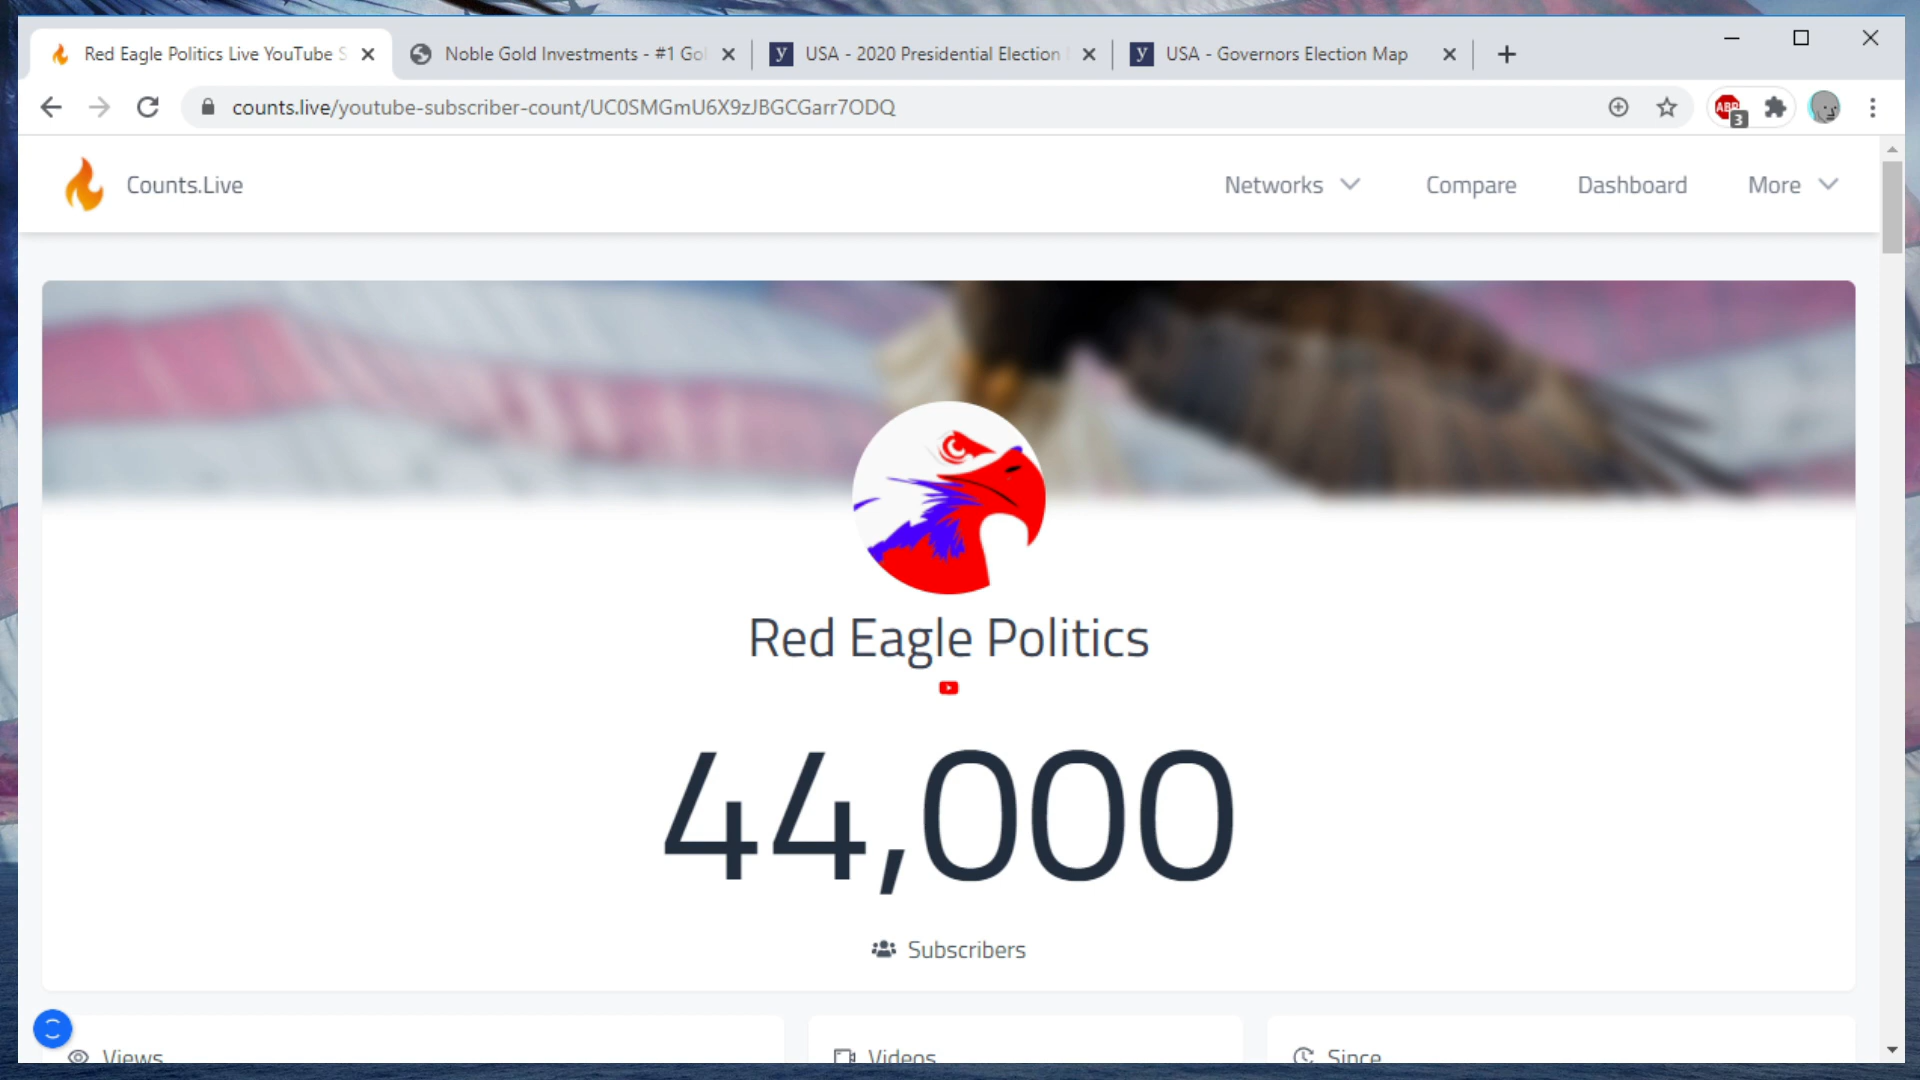 Red Eagle Politics Live YouTube S
Noble Gold Investments - #1 Gol
y USA - 2020 Presidential Election
y USA - Governors Election Map
counts.live/youtube-subscriber-count/UC0SMGmU6X9zJBGCGarr7ODQ
ABP
3
Counts.Live
Networks
Compare
Dashboard
More
Red Eagle Politics
44,000
Subscribers
Views
Videos
Since